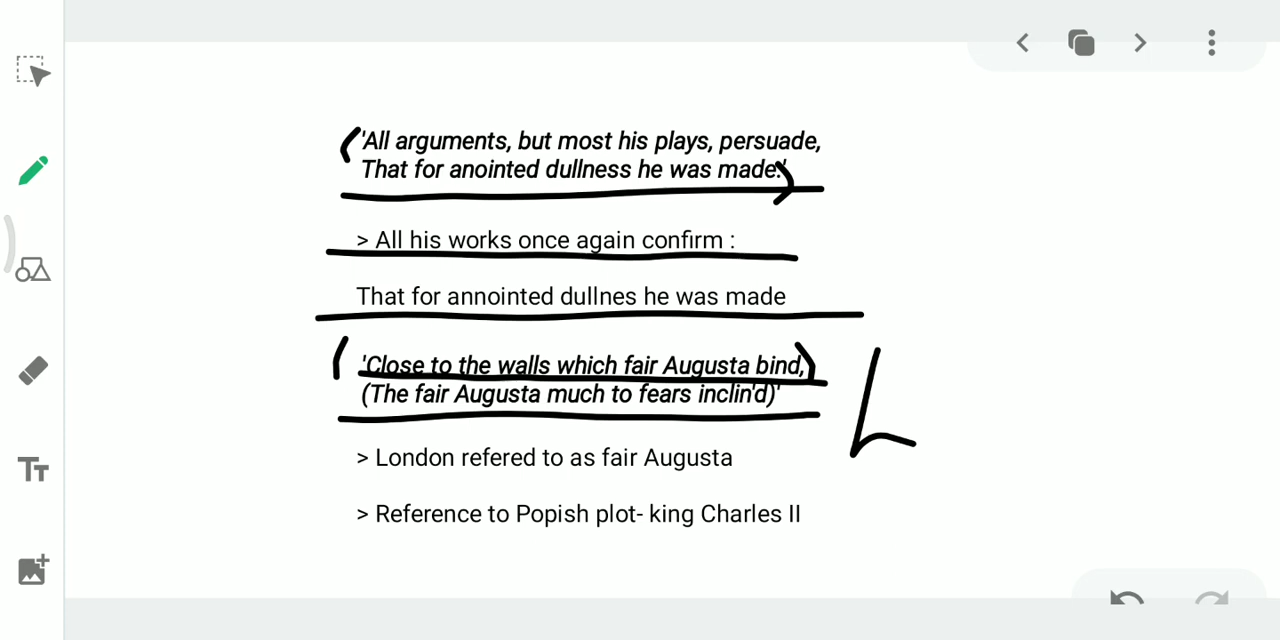 'All arguments, but most his plays, persuade,
That for anointed dullness he was made.'
> All his works once again confirm :
That for annointed dullnes he was made
'Close to the walls which fair Augusta bind,
(The fair Augusta much to fears inclin'd)'
L
> London refered to as fair Augusta
> Reference to Popish plot- king Charles II